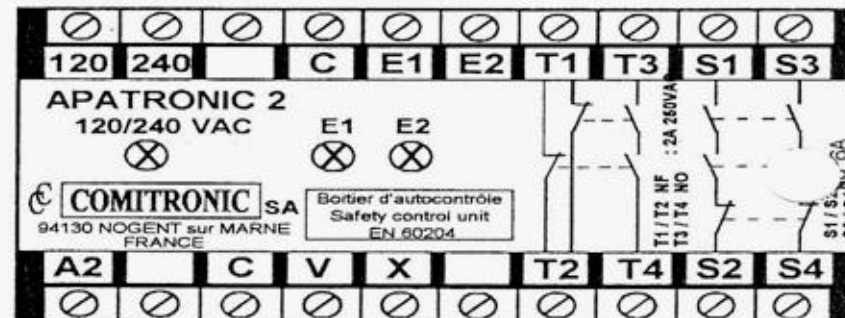 120 240 C E1 E2 T1 T3 S1 S3
APATRONIC 2
120/240 VAC E1 E2
COMITRONIC SA
94130 NOGENT sur MARNE
FRANCE
Boitier d'autocontrôle
Safety control unit
EN 60204
T1 / T2 NF
T3 / T4 NO
: 2A 250VAC
A2 C V X T2 T4 S2 S4